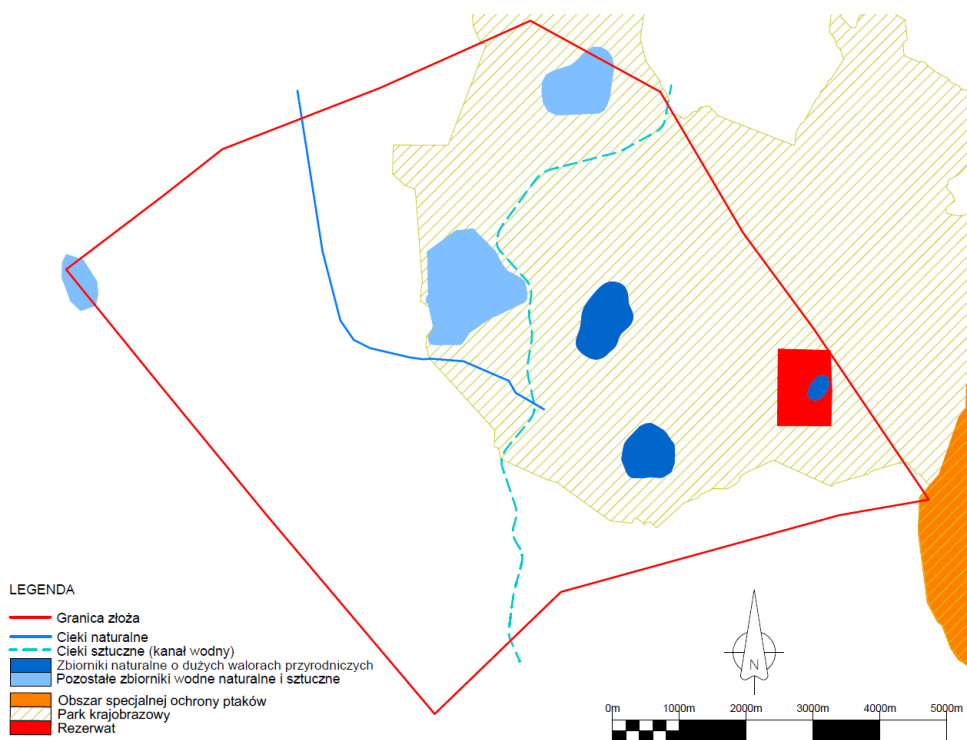 LEGENDA
Granica złoża
Cieki naturalne
Cieki sztuczne (kanał wodny)
Zbiorniki naturalne o dużych walorach przyrodniczych
Pozostałe zbiorniki wodne naturalne i sztuczne
Obszar specjalnej ochrony ptaków
Park krajobrazowy
Rezerwat
N
0m 1000m 2000m 3000m 4000m 5000m